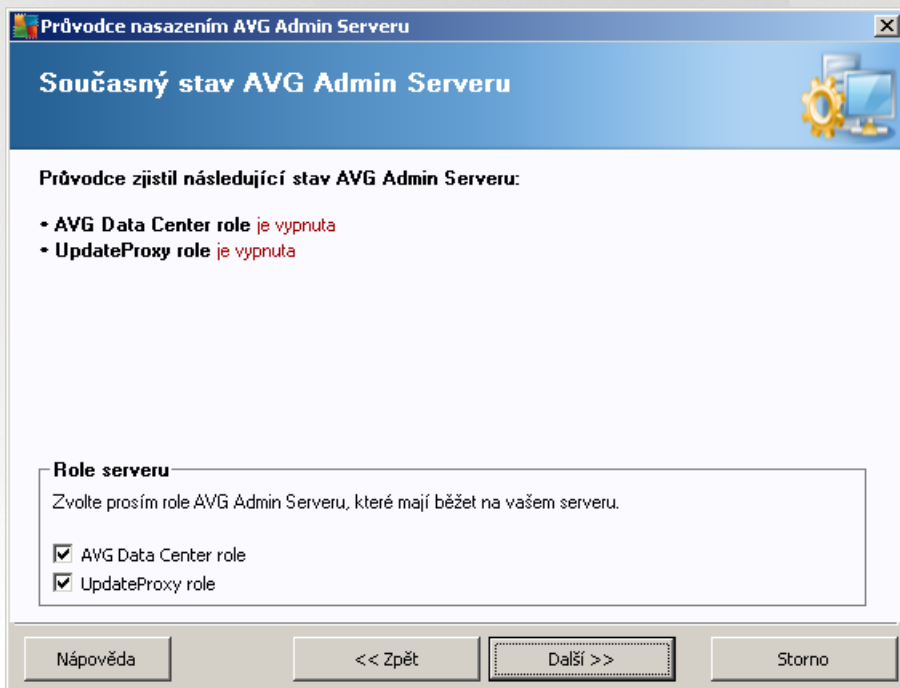 Průvodce nasazením AVG Admin Serveru
Současný stav AVG Admin Serveru
Průvodce zjistil následující stav AVG Admin Serveru:
• AVG Data Center role je vypnuta
• UpdateProxy role je vypnuta
Role serveru
Zvolte prosím role AVG Admin Serveru, které mají běžet na vašem serveru.
AVG Data Center role
UpdateProxy role
Nápověda
<< Zpět
Další >>
Storno